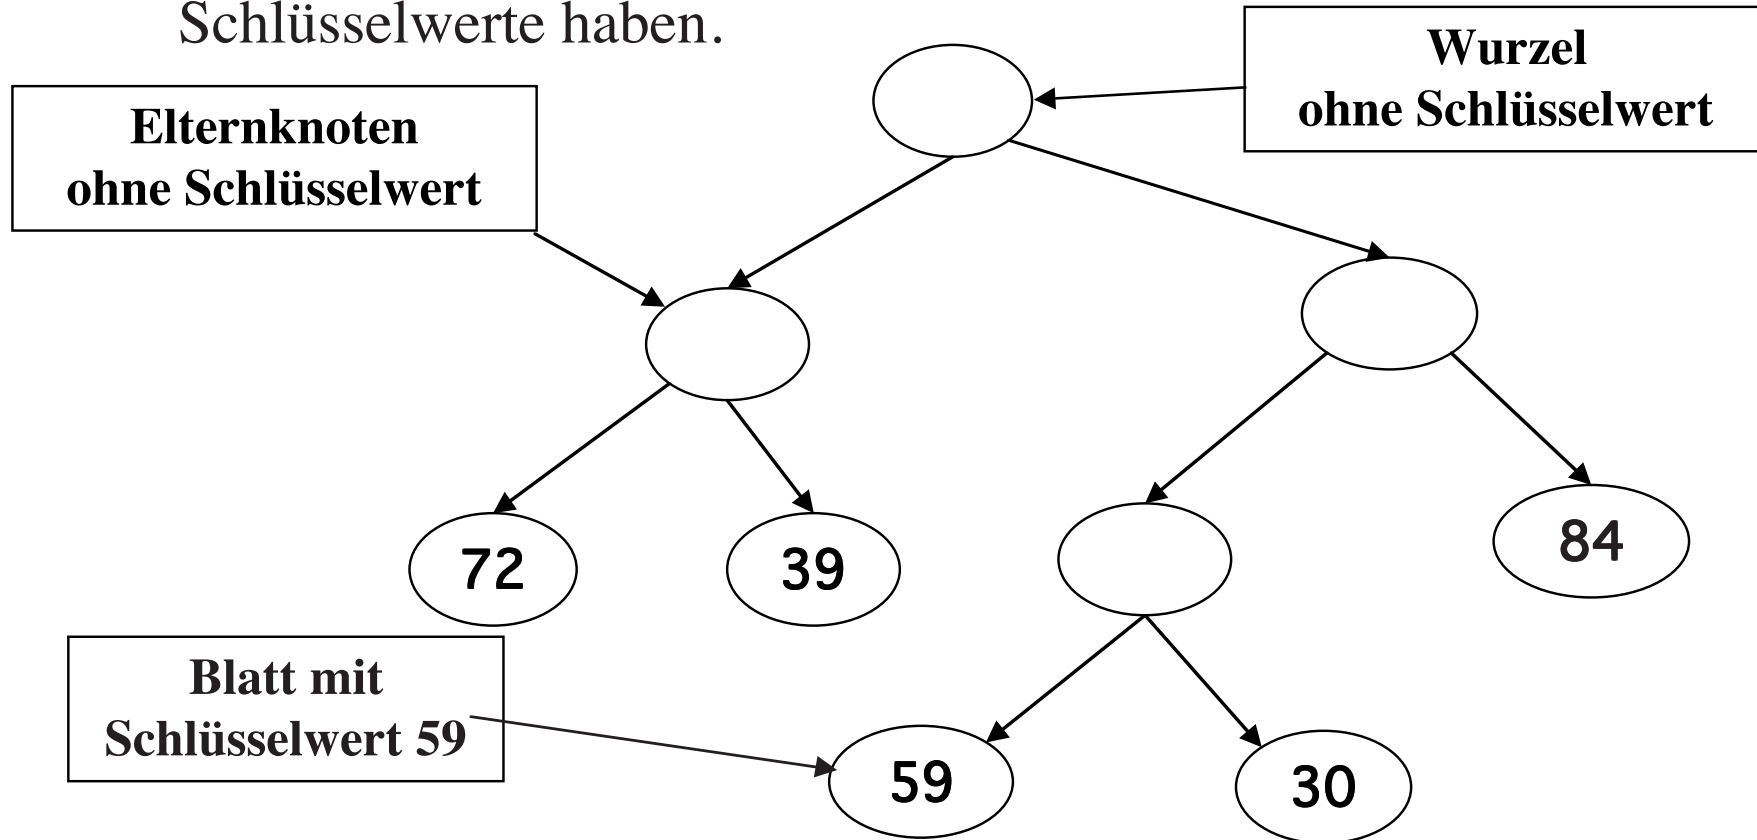 Schlüsselwerte haben.
Wurzel
ohne Schlüsselwert
Elternknoten
ohne Schlüsselwert
72
39
84
Blatt mit
Schlüsselwert 59
59
30